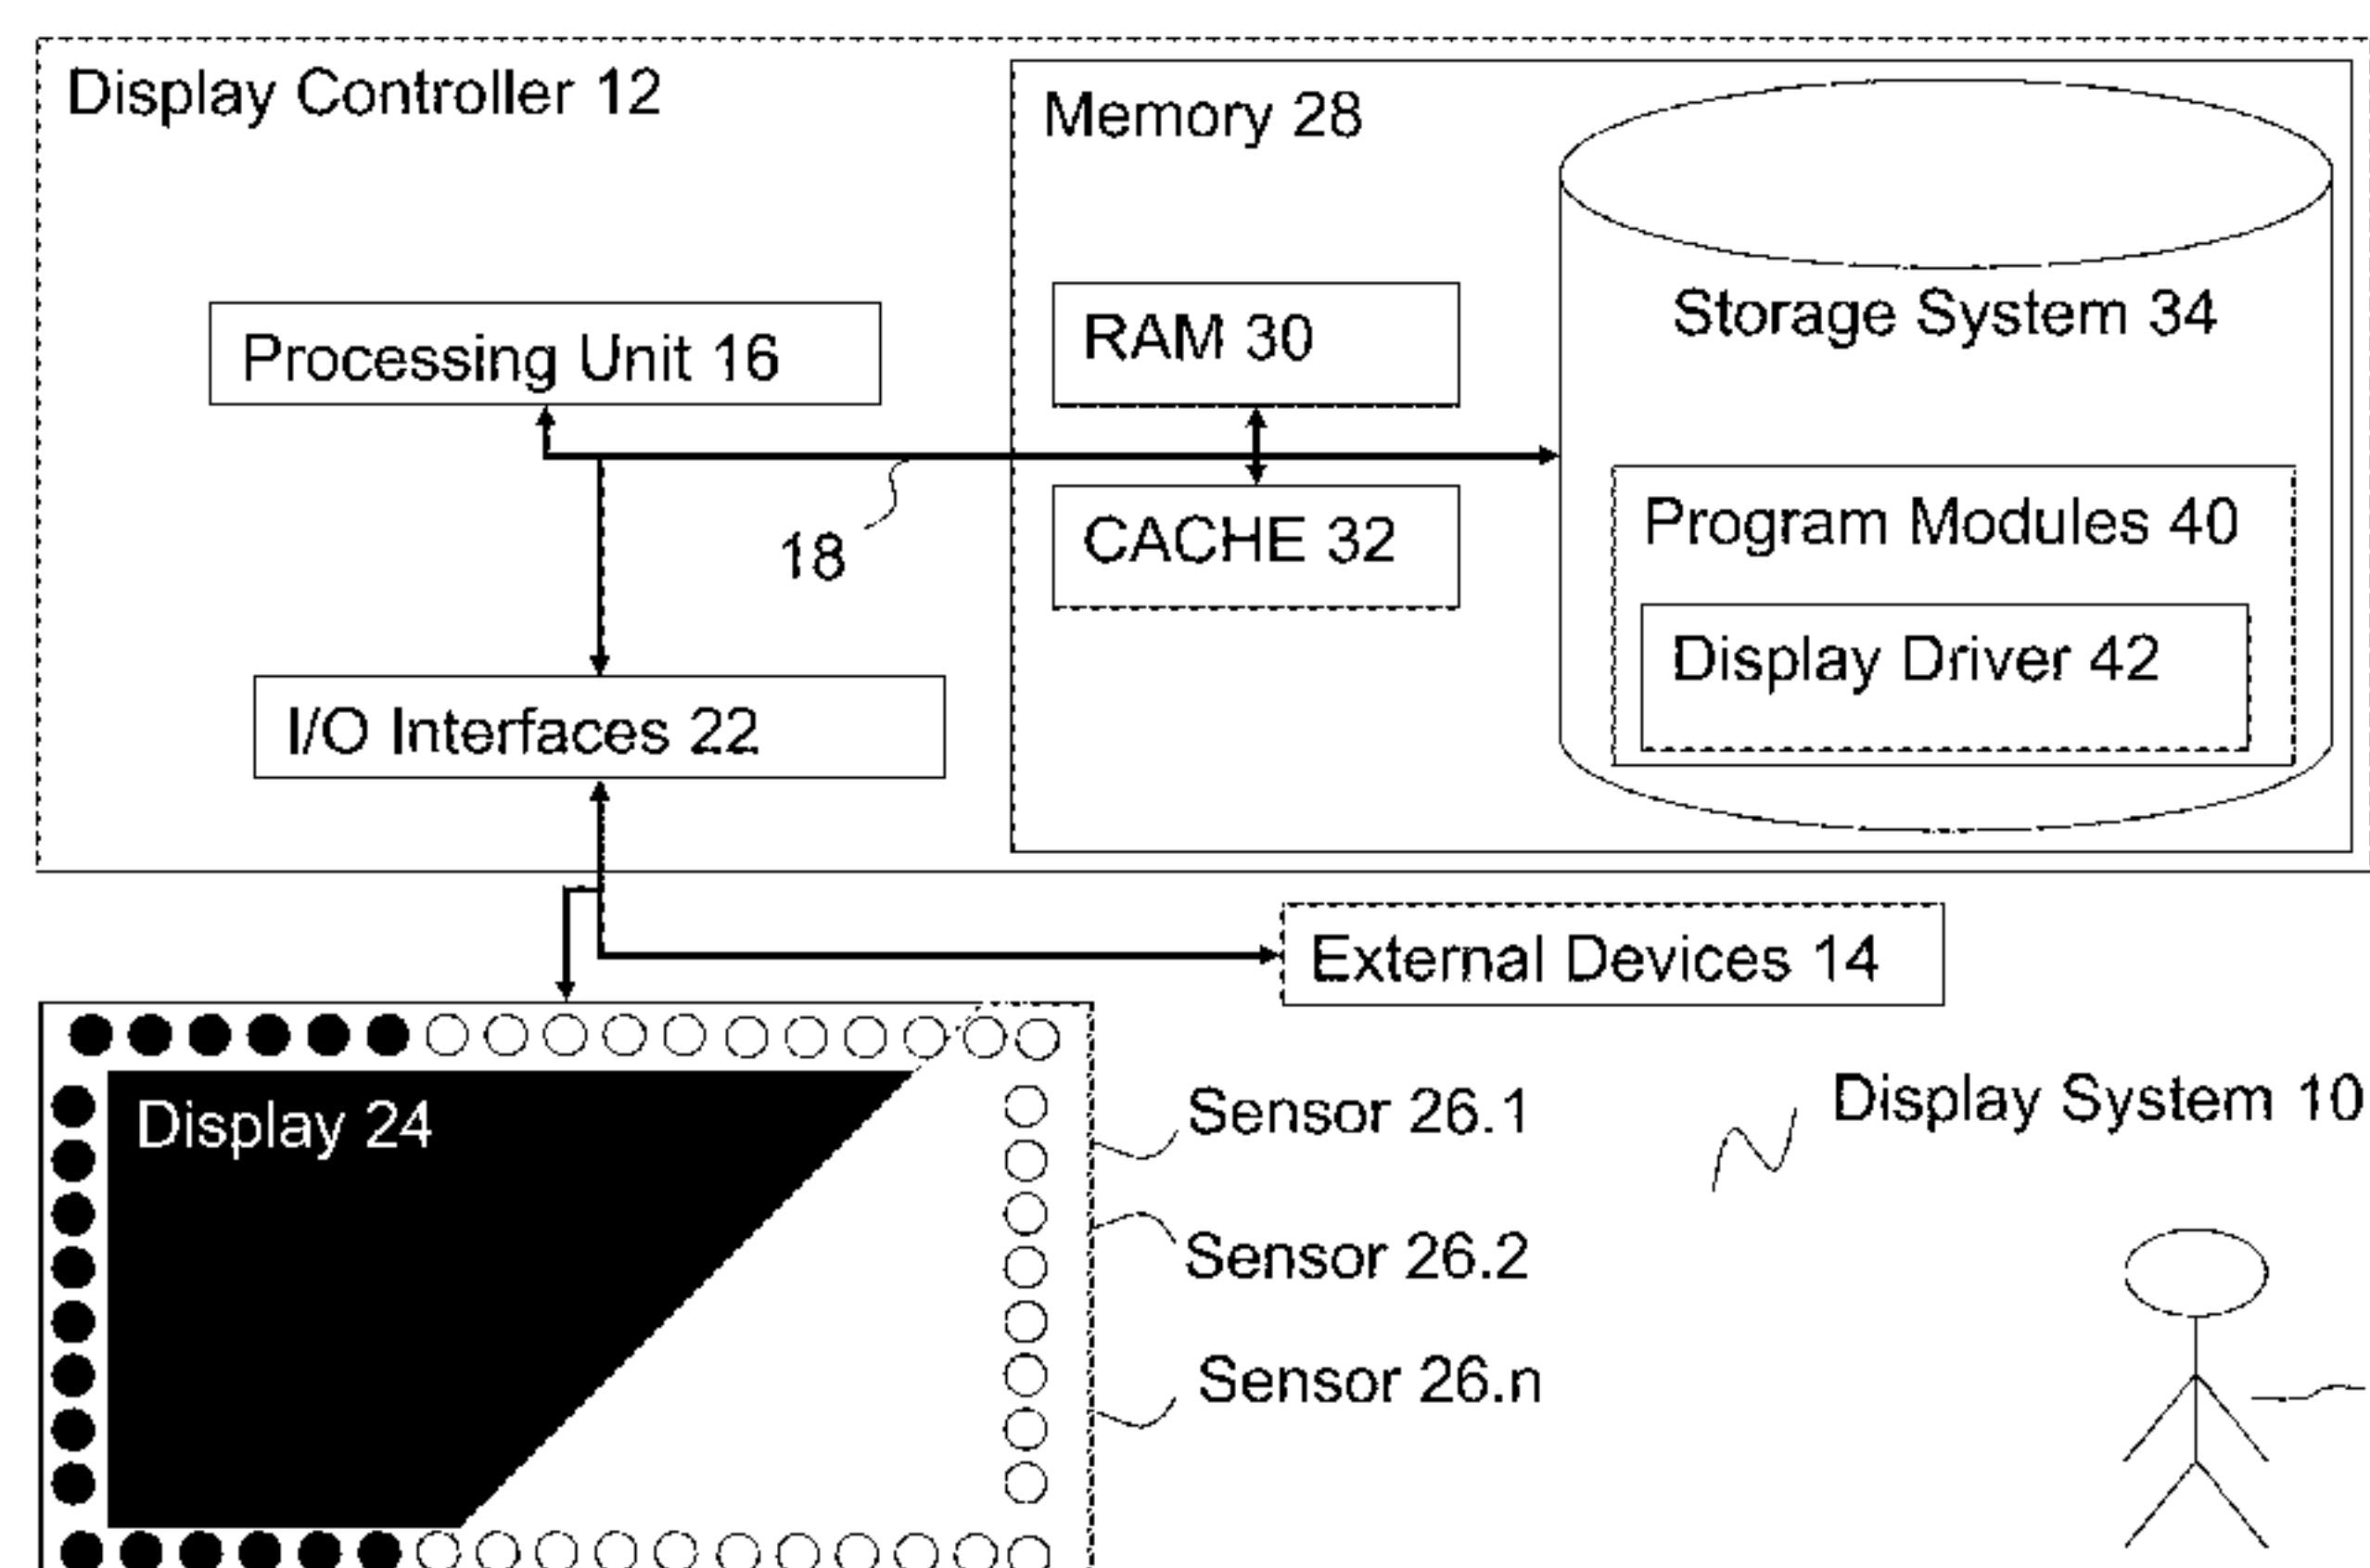 Display Controller 12
Memory 28
Storage System 34
RAM 30
Processing Unit 16
CACHE 32
18
Program Modules 40
Display Driver 42
I/O Interfaces 22
External Devices 14
Display 24
Sensor 26.1
Display System 10
Sensor 26.2
Sensor 26.n